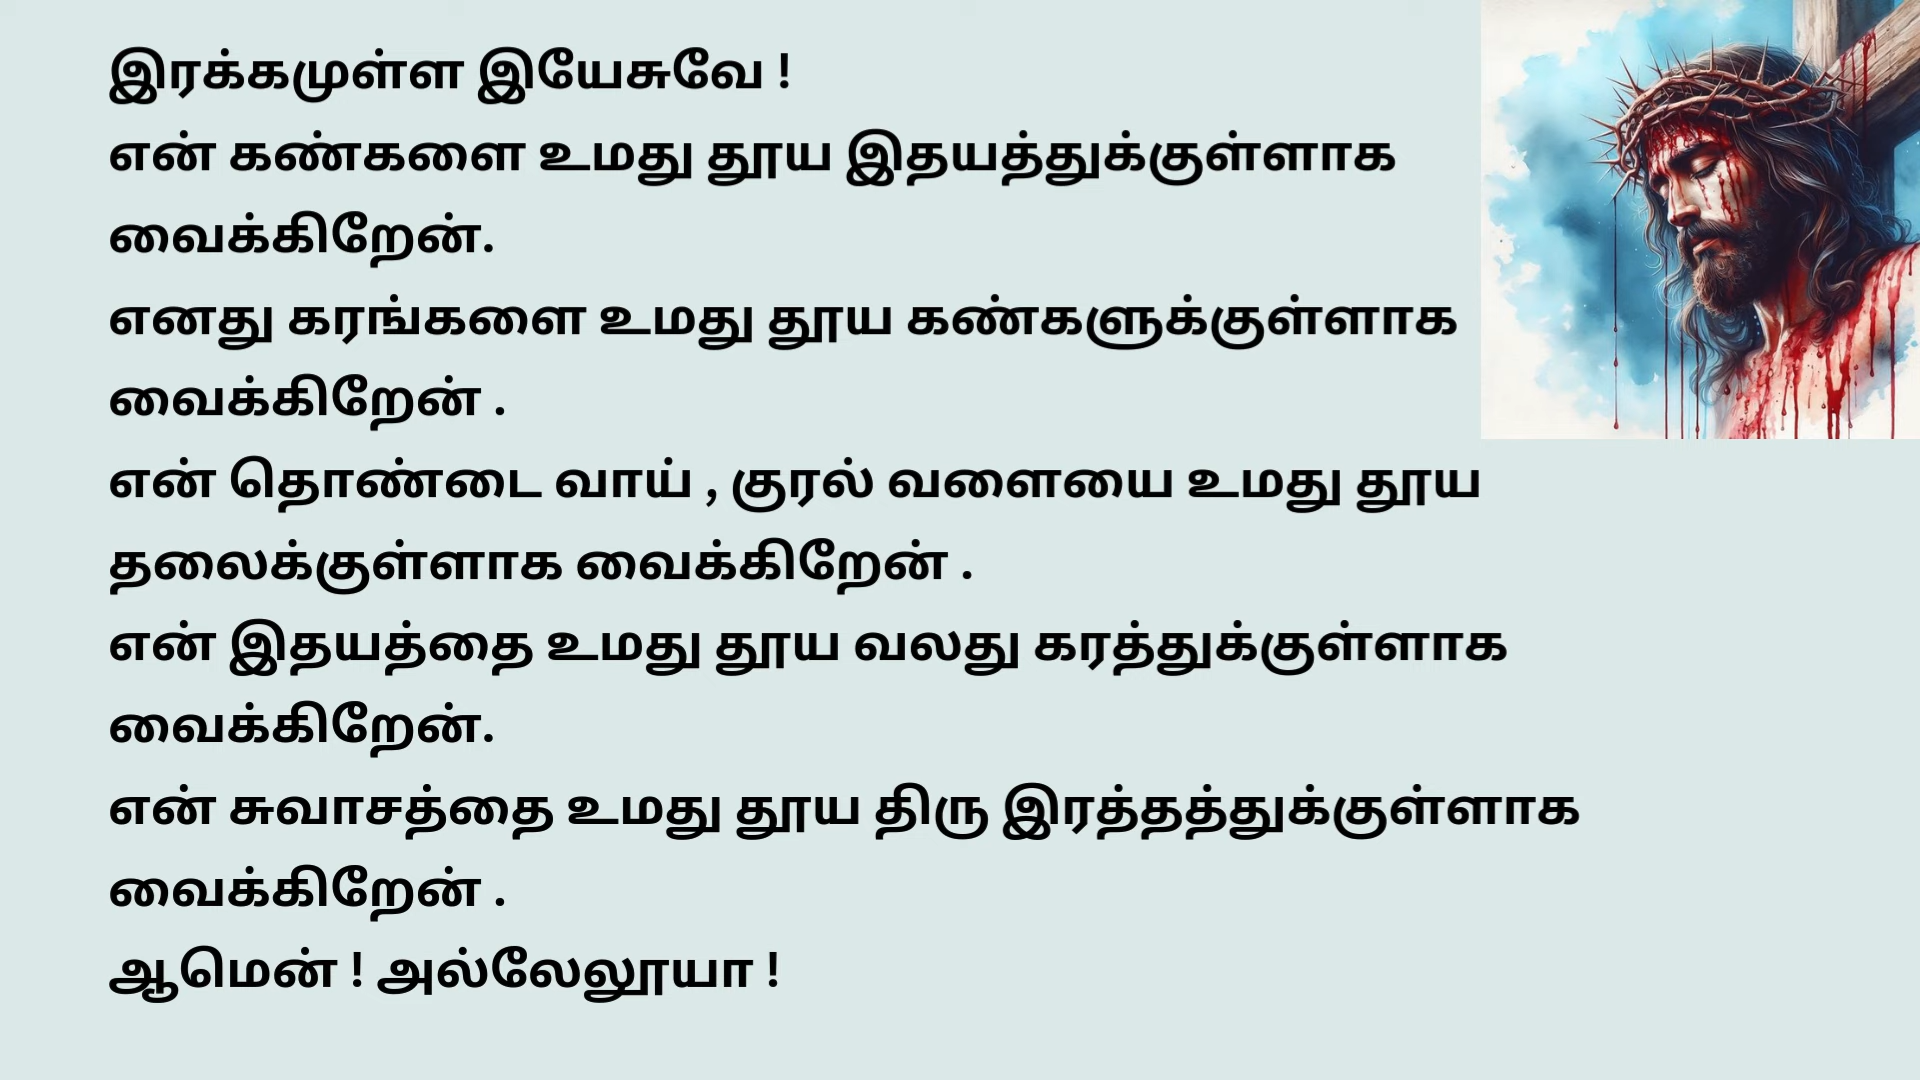 இரக்கமுள்ள இயேசுவே !
என் கண்களை உமது தூய இதயத்துக்குள்ளாக
வைக்கிறேன்.
எனது கரங்களை உமது தூய கண்களுக்குள்ளாக
வைக்கிறேன் .
என் தொண்டை வாய் , குரல் வளையை உமது தூய
தலைக்குள்ளாக வைக்கிறேன் .
என் இதயத்தை உமது தூய வலது கரத்துக்குள்ளாக
வைக்கிறேன்.
என் சுவாசத்தை உமது தூய திரு இரத்தத்துக்குள்ளாக
வைக்கிறேன் .
ஆமென் ! அல்லேலூயா !